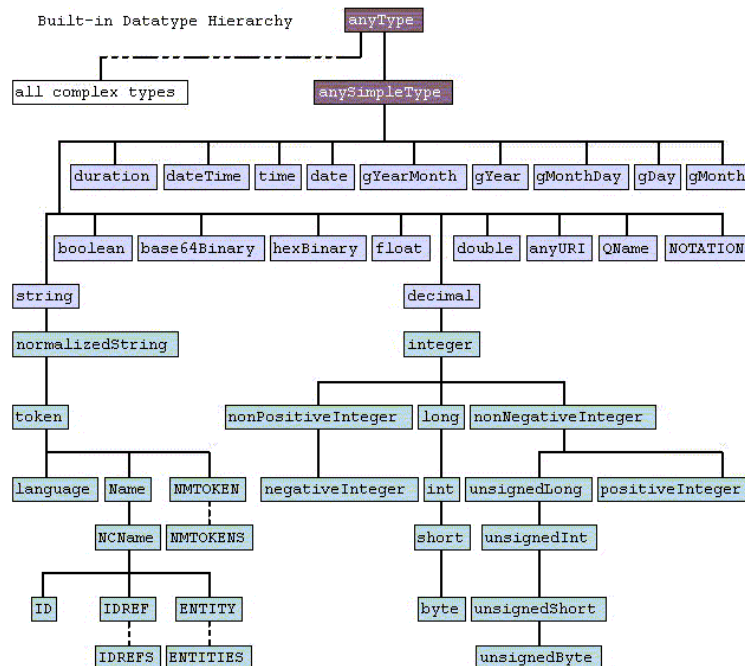 Built-in Datatype Hierarchy
anyType
all complex types
anySimpleType
duration dateTime time date gYearMonth gYear gMonthDay gDay gMonth
boolean base64Binary hexBinary float double anyURI QName NOTATION
string decimal
normalizedString integer
token nonPositiveInteger long nonNegativeInteger
language Name NMTOKEN negativeInteger int unsignedLong positiveInteger
NCName NMTOKENS short unsignedInt
ID IDREF ENTITY byte unsignedShort
IDREFS ENTITIES unsignedByte